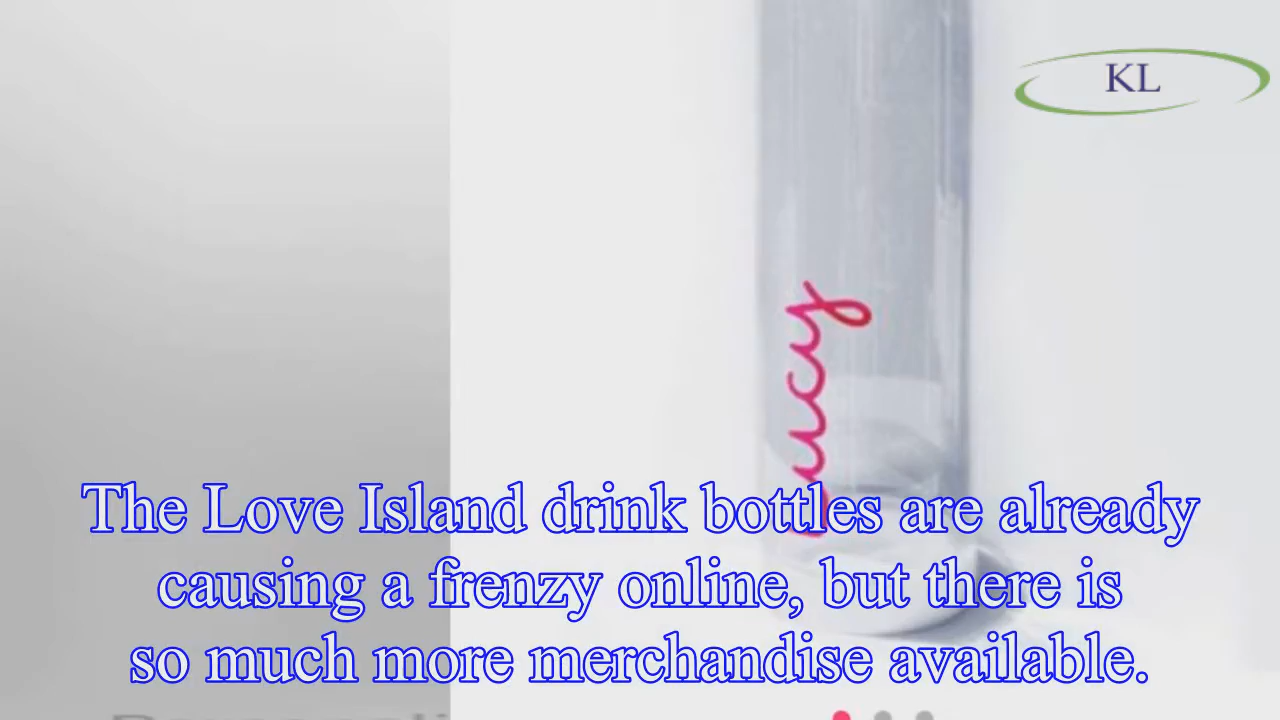 KL
ucy
The Love Island drink bottles are already
causing a frenzy online, but there is
so much more merchandise available.